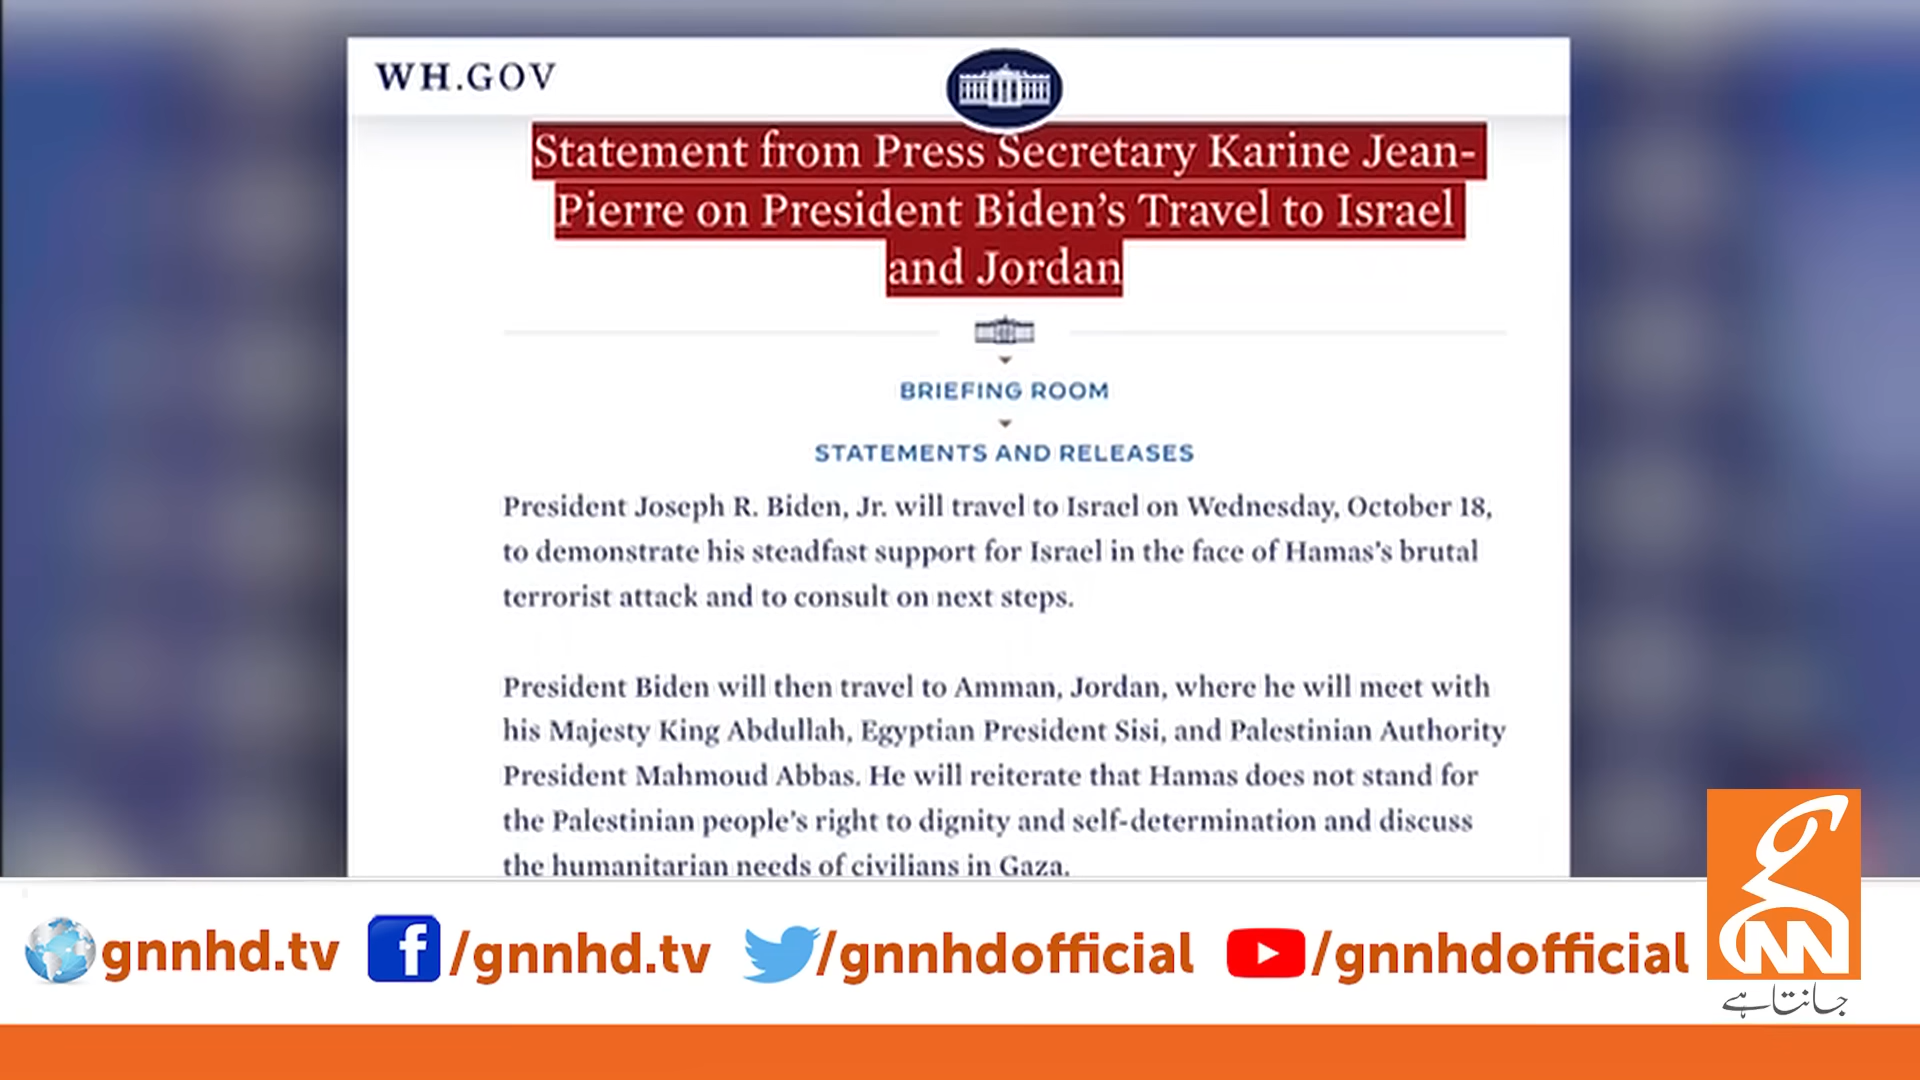 WH.GOV
Statement from Press Secretary Karine Jean-
Pierre on President Biden’s Travel to Israel
and Jordan
BRIEFING ROOM
STATEMENTS AND RELEASES
President Joseph R. Biden, Jr. will travel to Israel on Wednesday, October 18,
to demonstrate his steadfast support for Israel in the face of Hamas’s brutal
terrorist attack and to consult on next steps.
President Biden will then travel to Amman, Jordan, where he will meet with
his Majesty King Abdullah, Egyptian President Sisi, and Palestinian Authority
President Mahmoud Abbas. He will reiterate that Hamas does not stand for
the Palestinian people’s right to dignity and self-determination and discuss
the humanitarian needs of civilians in Gaza.
gnnhd.tv /gnnhd.tv /gnnhdofficial /gnnhdofficial
GNN
جانتا ہے